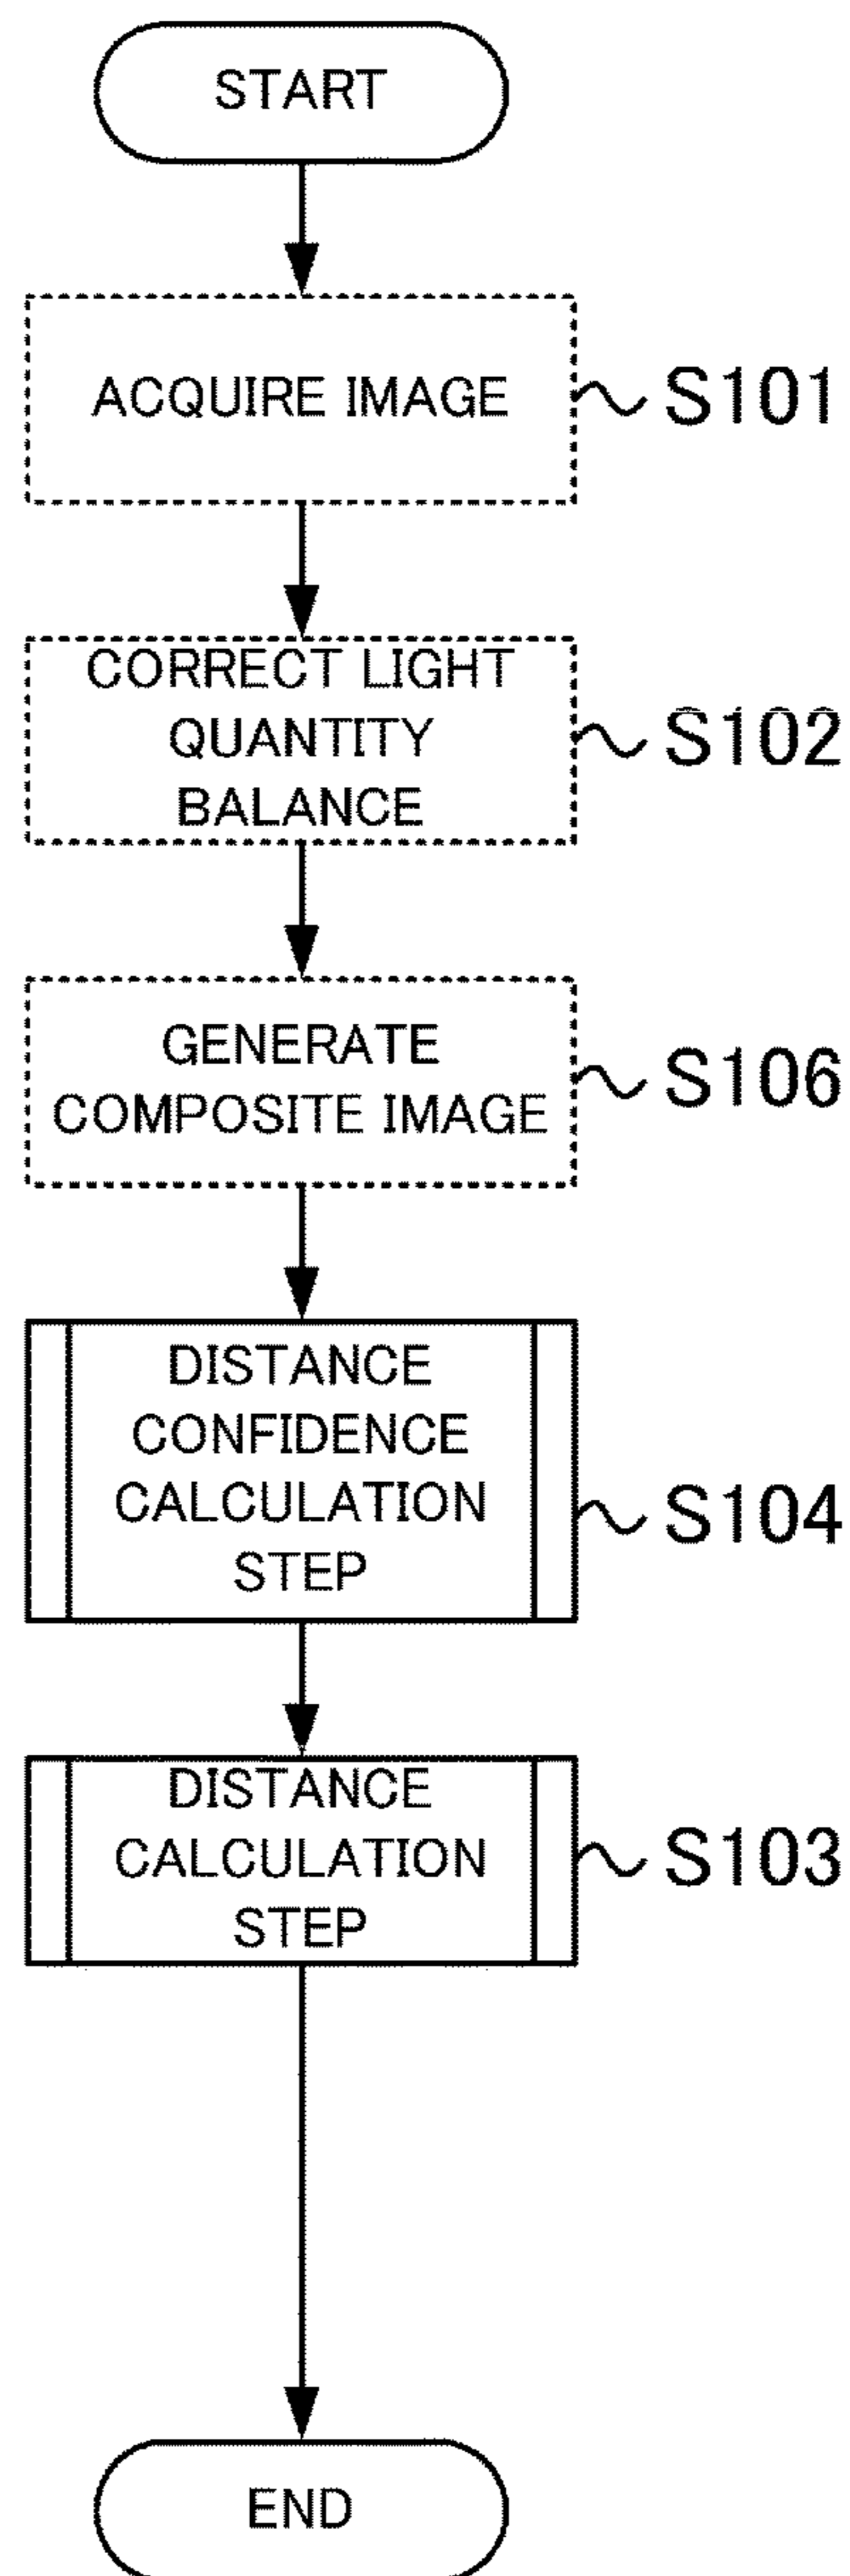 START
ACQUIRE IMAGE
S101
CORRECT LIGHT
QUANTITY
BALANCE
S102
GENERATE
COMPOSITE IMAGE
S106
DISTANCE
CONFIDENCE
CALCULATION
STEP
S104
DISTANCE
CALCULATION
STEP
S103
END